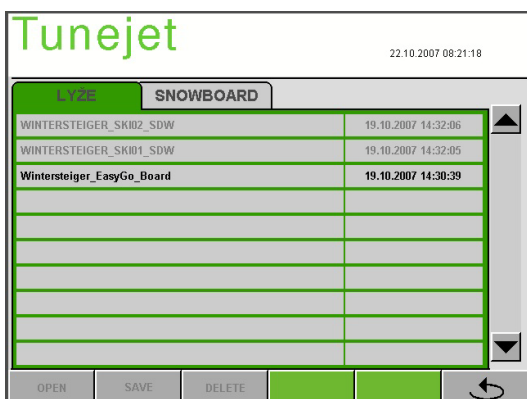 Tunejet
22.10.2007 08:21:18
LYŽE SNOWBOARD
WINTERSTEIGER_SKI02_SDW 19.10.2007 14:32:06
WINTERSTEIGER_SKI01_SDW 19.10.2007 14:32:05
Wintersteiger_EasyGo_Board 19.10.2007 14:30:39
OPEN SAVE DELETE